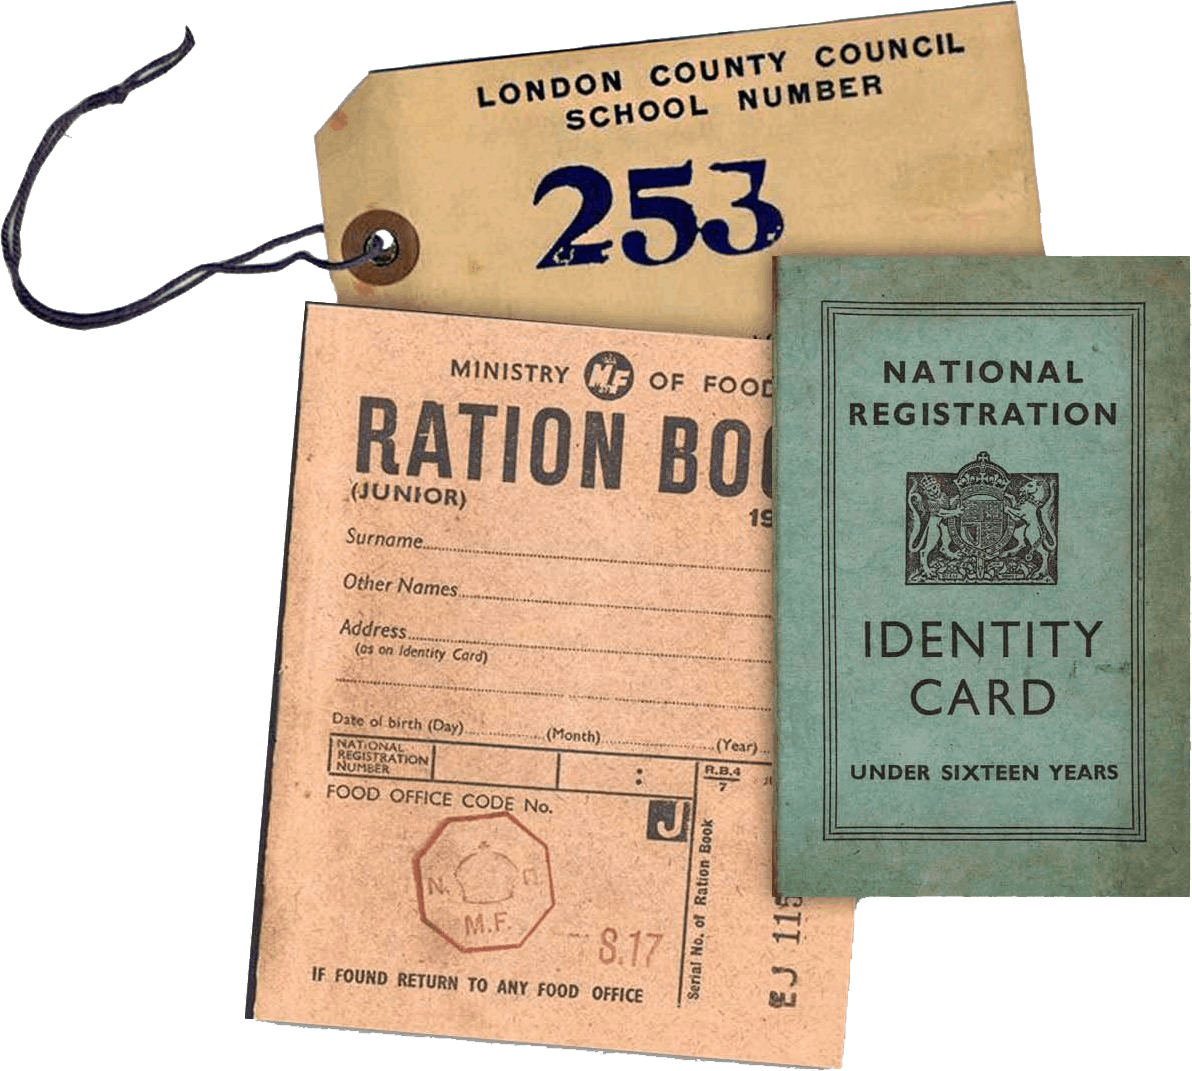 LONDON COUNTY COUNCIL
SCHOOL NUMBER
253
MINISTRY MF OF FOOD
RATION BOO
(JUNIOR)
19
Surname
Other Names
Address
(as on Identity Card)
Date of birth (Day) (Month) (Year)
NATIONAL
REGISTRATION
NUMBER
:
R.B.4
7
FOOD OFFICE CODE No.
J
N.
M.F.
S.17
IF FOUND RETURN TO ANY FOOD OFFICE
Serial No. of Ration Book
EJ 115
NATIONAL
REGISTRATION
IDENTITY
CARD
UNDER SIXTEEN YEARS